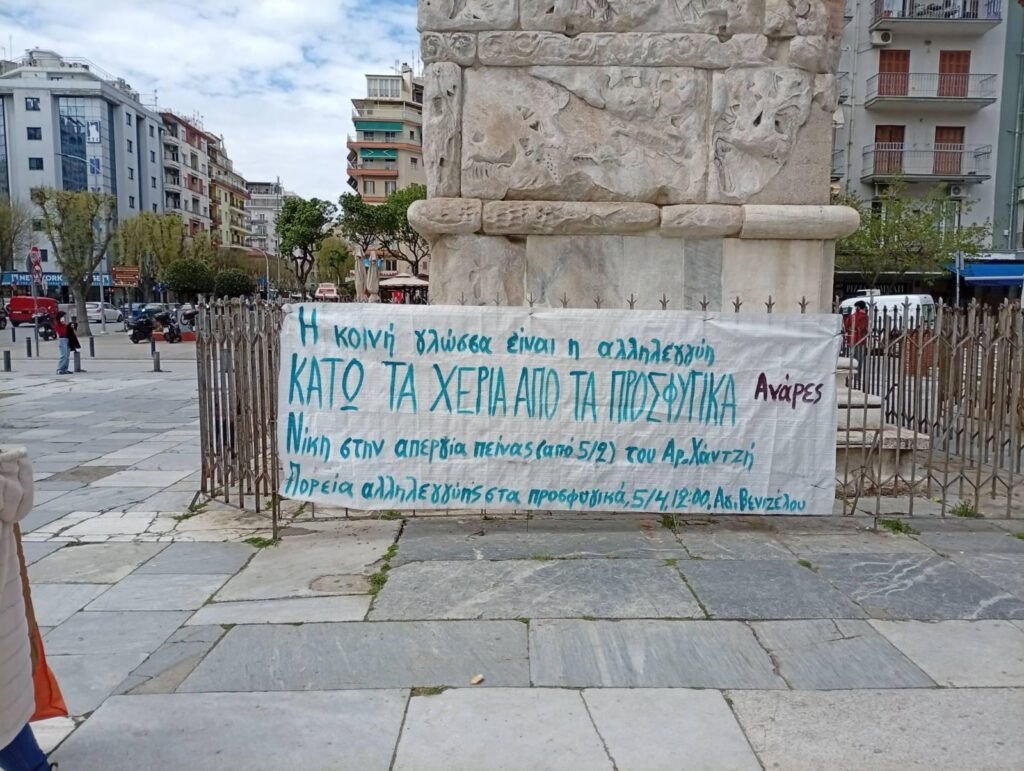 Η κοινή γλώσσα είναι η αλληλεγγύη
ΚΑΤΩ ΤΑ ΧΕΡΙΑ ΑΠΟ ΤΑ ΠΡΟΣΦΥΓΙΚΑ
Ανάρες
Νίκη στην απεργία πείνας (από 5/2) του Αρ. Χάντζή
Πορεία αλληλεγγύης στα προσφυγικά, 5/4, 12:00, Αγ. Βενιζέλου